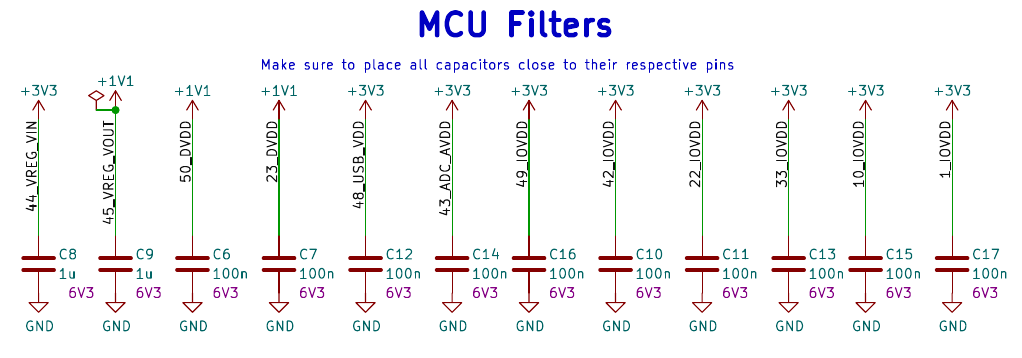 MCU Filters
Make sure to place all capacitors close to their respective pins
+3V3 +1V1 +1V1 +1V1 +3V3 +3V3 +3V3 +3V3 +3V3 +3V3 +3V3 +3V3
44_VREG_VIN
45_VREG_VOUT
50_DVDD
23_DVDD
48_USB_VDD
43_ADC_AVDD
49_IOVDD
42_IOVDD
22_IOVDD
33_IOVDD
10_IOVDD
1_IOVDD
C8 C9 C6 C7 C12 C14 C16 C10 C11 C13 C15 C17
1u 1u 100n 100n 100n 100n 100n 100n 100n 100n 100n 100n
6V3 6V3 6V3 6V3 6V3 6V3 6V3 6V3 6V3 6V3 6V3 6V3
GND GND GND GND GND GND GND GND GND GND GND GND